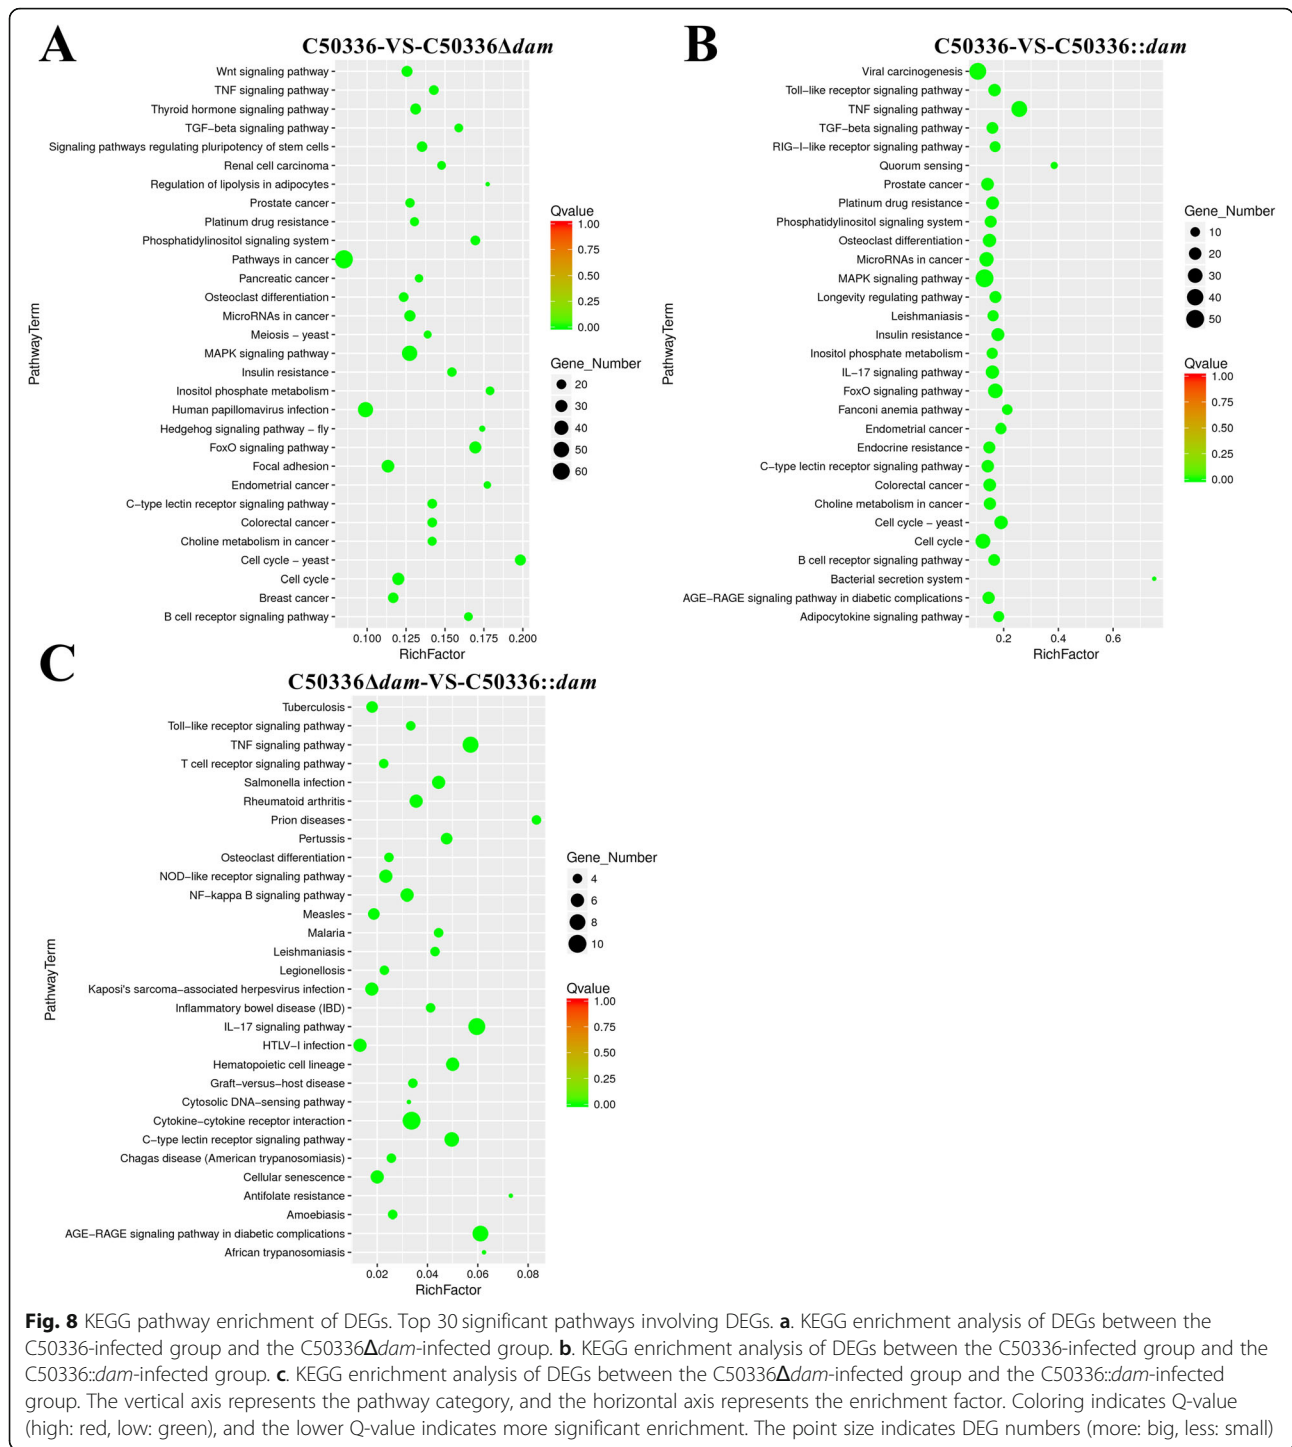 A
C50336-VS-C50336Δdam
Wnt signaling pathway
TNF signaling pathway
Thyroid hormone signaling pathway
TGF−beta signaling pathway
Signaling pathways regulating pluripotency of stem cells
Renal cell carcinoma
Regulation of lipolysis in adipocytes
Prostate cancer
Platinum drug resistance
Phosphatidylinositol signaling system
Pathways in cancer
Pancreatic cancer
Osteoclast differentiation
MicroRNAs in cancer
Meiosis − yeast
MAPK signaling pathway
Insulin resistance
Inositol phosphate metabolism
Human papillomavirus infection
Hedgehog signaling pathway − fly
FoxO signaling pathway
Focal adhesion
Endometrial cancer
C−type lectin receptor signaling pathway
Colorectal cancer
Choline metabolism in cancer
Cell cycle − yeast
Cell cycle
Breast cancer
B cell receptor signaling pathway
PathwayTerm
0.100 0.125 0.150 0.175 0.200
RichFactor
Qvalue
1.00
0.75
0.50
0.25
0.00
Gene_Number
20
30
40
50
60
B
C50336-VS-C50336::dam
Viral carcinogenesis
Toll−like receptor signaling pathway
TNF signaling pathway
TGF−beta signaling pathway
RIG−I−like receptor signaling pathway
Quorum sensing
Prostate cancer
Platinum drug resistance
Phosphatidylinositol signaling system
Osteoclast differentiation
MicroRNAs in cancer
MAPK signaling pathway
Longevity regulating pathway
Leishmaniasis
Insulin resistance
Inositol phosphate metabolism
IL−17 signaling pathway
FoxO signaling pathway
Fanconi anemia pathway
Endometrial cancer
Endocrine resistance
C−type lectin receptor signaling pathway
Colorectal cancer
Choline metabolism in cancer
Cell cycle − yeast
Cell cycle
B cell receptor signaling pathway
Bacterial secretion system
AGE−RAGE signaling pathway in diabetic complications
Adipocytokine signaling pathway
PathwayTerm
0.2 0.4 0.6
RichFactor
Gene_Number
10
20
30
40
50
Qvalue
1.00
0.75
0.50
0.25
0.00
C
C50336Δdam-VS-C50336::dam
Tuberculosis
Toll−like receptor signaling pathway
TNF signaling pathway
T cell receptor signaling pathway
Salmonella infection
Rheumatoid arthritis
Prion diseases
Pertussis
Osteoclast differentiation
NOD−like receptor signaling pathway
NF−kappa B signaling pathway
Measles
Malaria
Leishmaniasis
Legionellosis
Kaposi's sarcoma−associated herpesvirus infection
Inflammatory bowel disease (IBD)
IL−17 signaling pathway
HTLV−I infection
Hematopoietic cell lineage
Graft−versus−host disease
Cytosolic DNA−sensing pathway
Cytokine−cytokine receptor interaction
C−type lectin receptor signaling pathway
Chagas disease (American trypanosomiasis)
Cellular senescence
Antifolate resistance
Amoebiasis
AGE−RAGE signaling pathway in diabetic complications
African trypanosomiasis
PathwayTerm
0.02 0.04 0.06 0.08
RichFactor
Gene_Number
4
6
8
10
Qvalue
1.00
0.75
0.50
0.25
0.00
Fig. 8 KEGG pathway enrichment of DEGs. Top 30 significant pathways involving DEGs. a. KEGG enrichment analysis of DEGs between the
C50336-infected group and the C50336Δdam-infected group. b. KEGG enrichment analysis of DEGs between the C50336-infected group and the
C50336::dam-infected group. c. KEGG enrichment analysis of DEGs between the C50336Δdam-infected group and the C50336::dam-infected
group. The vertical axis represents the pathway category, and the horizontal axis represents the enrichment factor. Coloring indicates Q-value
(high: red, low: green), and the lower Q-value indicates more significant enrichment. The point size indicates DEG numbers (more: big, less: small)